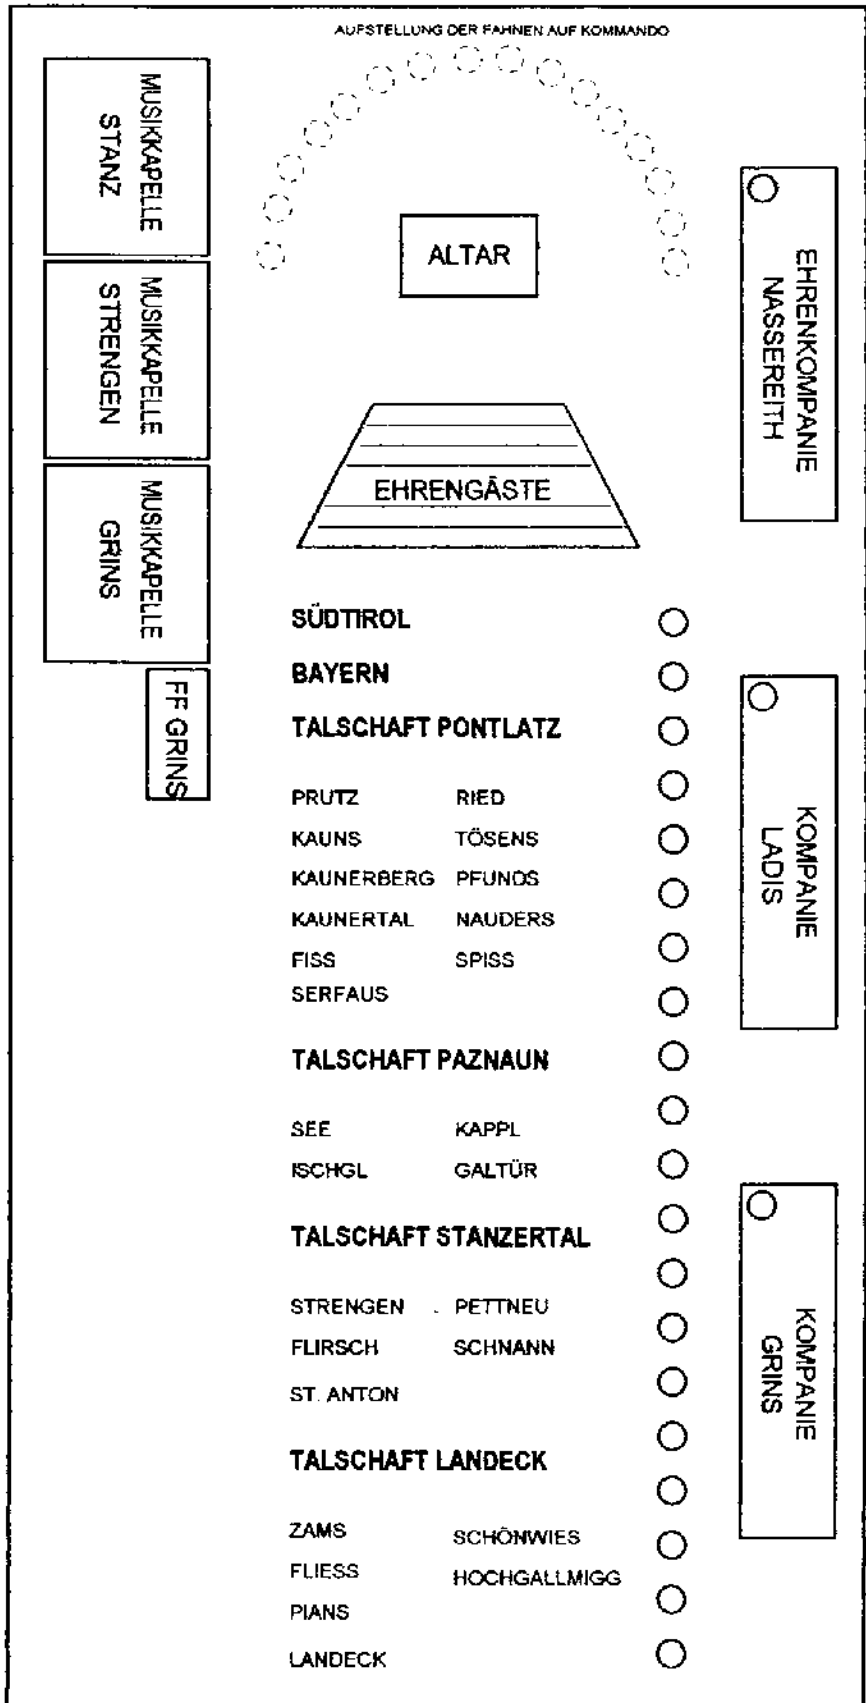 AUFSTELLUNG DER FAHNEN AUF KOMMANDO
MUSIKKAPELLE
STANZ
MUSIKKAPELLE
STRENGEN
MUSIKKAPELLE
GRINS
FF GRINS
ALTAR
EHRENGÄSTE
EHRENKOMPANIE
NASSEREITH
KOMPANIE
LADIS
KOMPANIE
GRINS
SÜDTIROL
BAYERN
TALSCHAFT PONTLATZ
PRUTZ RIED
KAUNS TÖSENS
KAUNERBERG PFUNDS
KAUNERTAL NAUDERS
FISS SPISS
SERFAUS
TALSCHAFT PAZNAUN
SEE KAPPL
ISCHGL GALTÜR
TALSCHAFT STANZERTAL
STRENGEN PETTNEU
FLIRSCH SCHNANN
ST. ANTON
TALSCHAFT LANDECK
ZAMS SCHÖNWIES
FLIESS HOCHGALLMIGG
PIANS
LANDECK